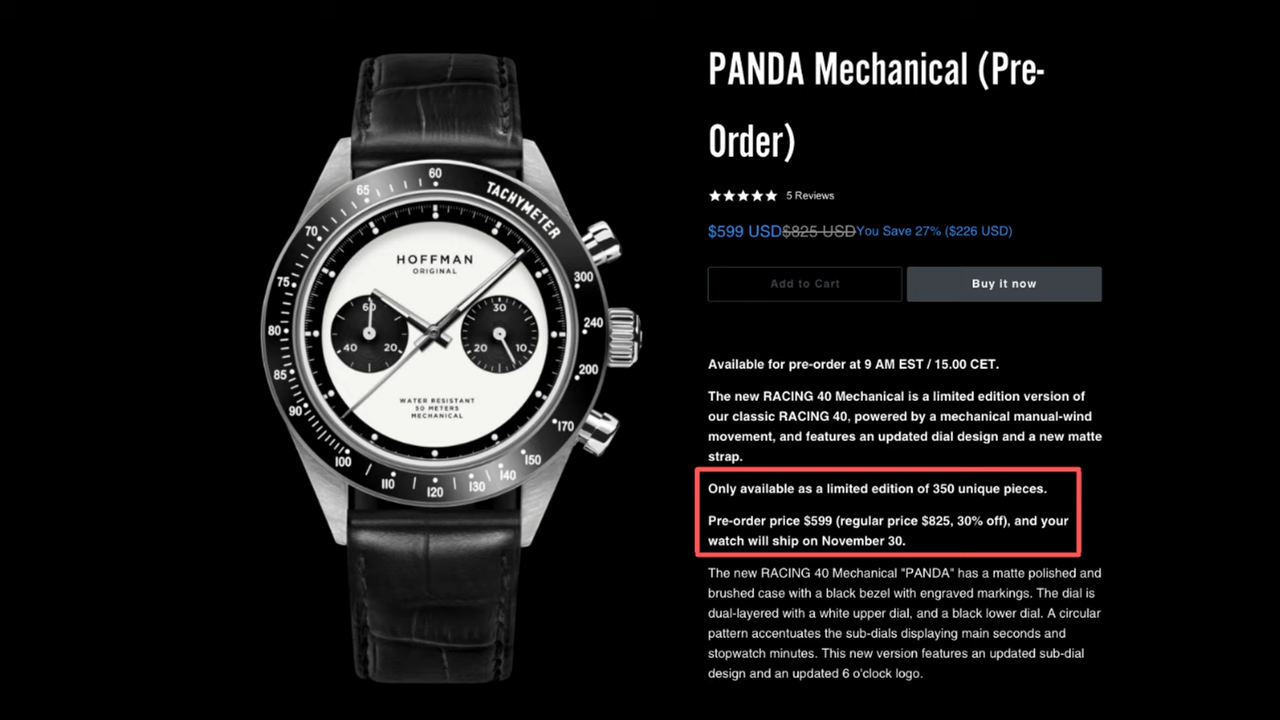 PANDA Mechanical (Pre-
Order)
★★★★★ 5 Reviews
$599 USD$825 USDYou Save 27% ($226 USD)
Add to Cart
Buy it now
Available for pre-order at 9 AM EST / 15.00 CET.
The new RACING 40 Mechanical is a limited edition version of
our classic RACING 40, powered by a mechanical manual-wind
movement, and features an updated dial design and a new matte
strap.
Only available as a limited edition of 350 unique pieces.
Pre-order price $599 (regular price $825, 30% off), and your
watch will ship on November 30.
The new RACING 40 Mechanical "PANDA" has a matte polished and
brushed case with a black bezel with engraved markings. The dial is
dual-layered with a white upper dial, and a black lower dial. A circular
pattern accentuates the sub-dials displaying main seconds and
stopwatch minutes. This new version features an updated sub-dial
design and an updated 6 o'clock logo.
60
TACHYMETER
300
240
200
170
150
140
130
120
110
100
90
85
80
75
70
65
HOFFMAN
ORIGINAL
60
40 20
30
20 10
WATER RESISTANT
50 METERS
MECHANICAL